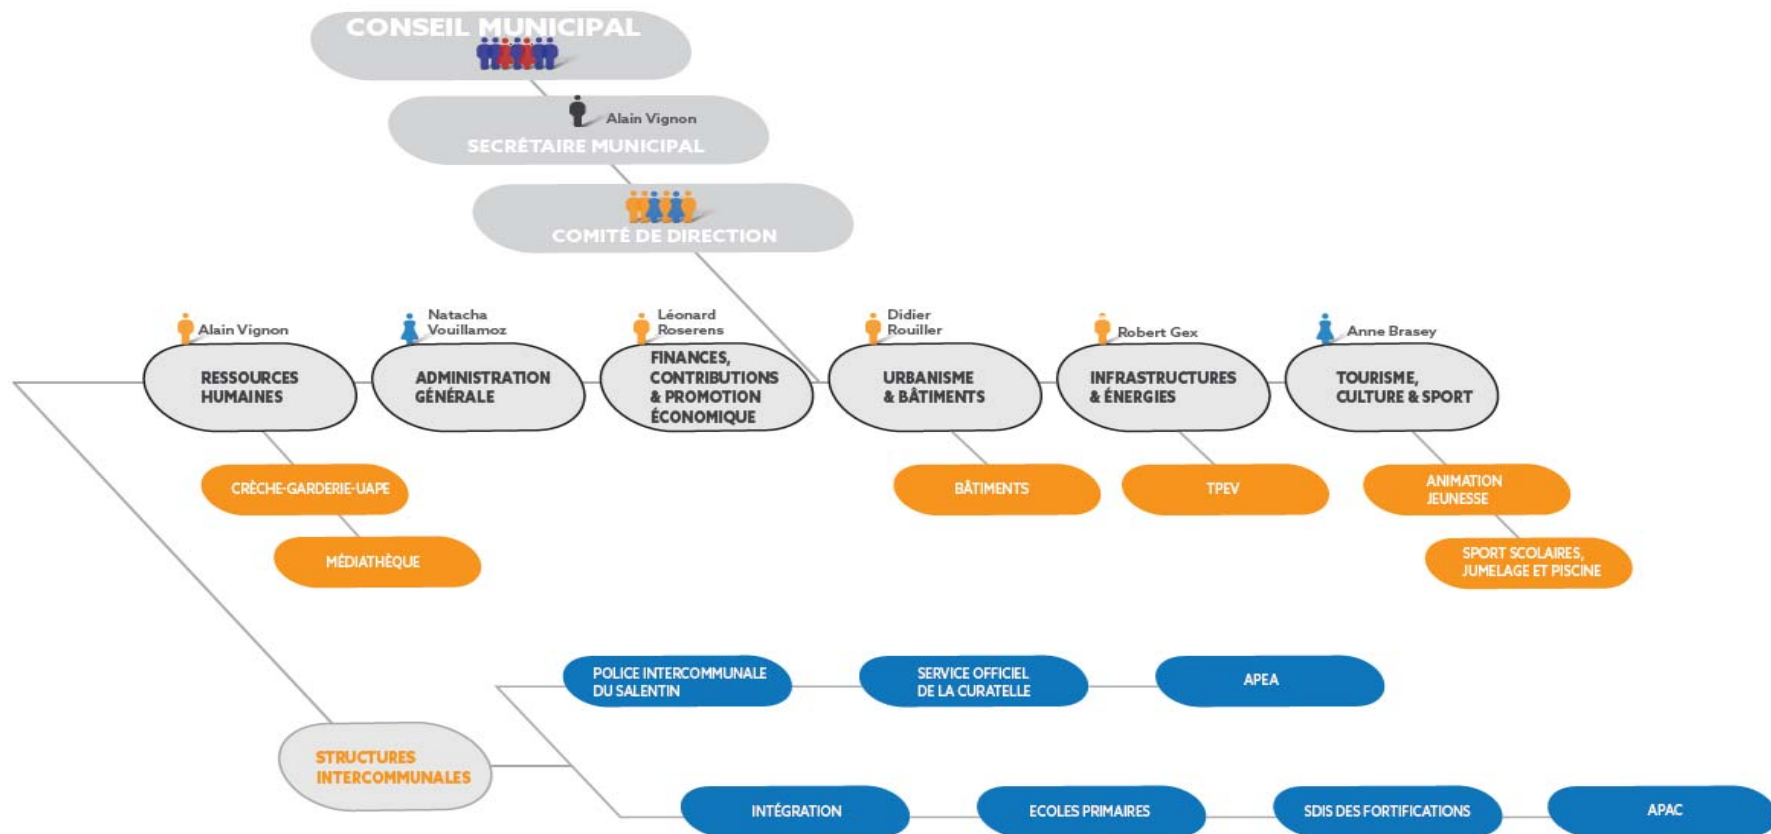 CONSEIL MUNICIPAL
Alain Vignon
SECRÉTAIRE MUNICIPAL
COMITÉ DE DIRECTION
Alain Vignon
RESSOURCES
HUMAINES
Natacha
Vouillamoz
ADMINISTRATION
GÉNÉRALE
Léonard
Roserens
FINANCES,
CONTRIBUTIONS
& PROMOTION
ÉCONOMIQUE
Didier
Rouiller
URBANISME
& BÂTIMENTS
Robert Gex
INFRASTRUCTURES
& ÉNERGIES
Anne Brasey
TOURISME,
CULTURE & SPORT
CRÈCHE-GARDERIE-UAPE
MÉDIATHÈQUE
BÂTIMENTS
TPEV
ANIMATION
JEUNESSE
SPORT SCOLAIRES,
JUMELAGE ET PISCINE
STRUCTURES
INTERCOMMUNALES
POLICE INTERCOMMUNALE
DU SALENTIN
SERVICE OFFICIEL
DE LA CURATELLE
APEA
INTÉGRATION
ECOLES PRIMAIRES
SDIS DES FORTIFICATIONS
APAC